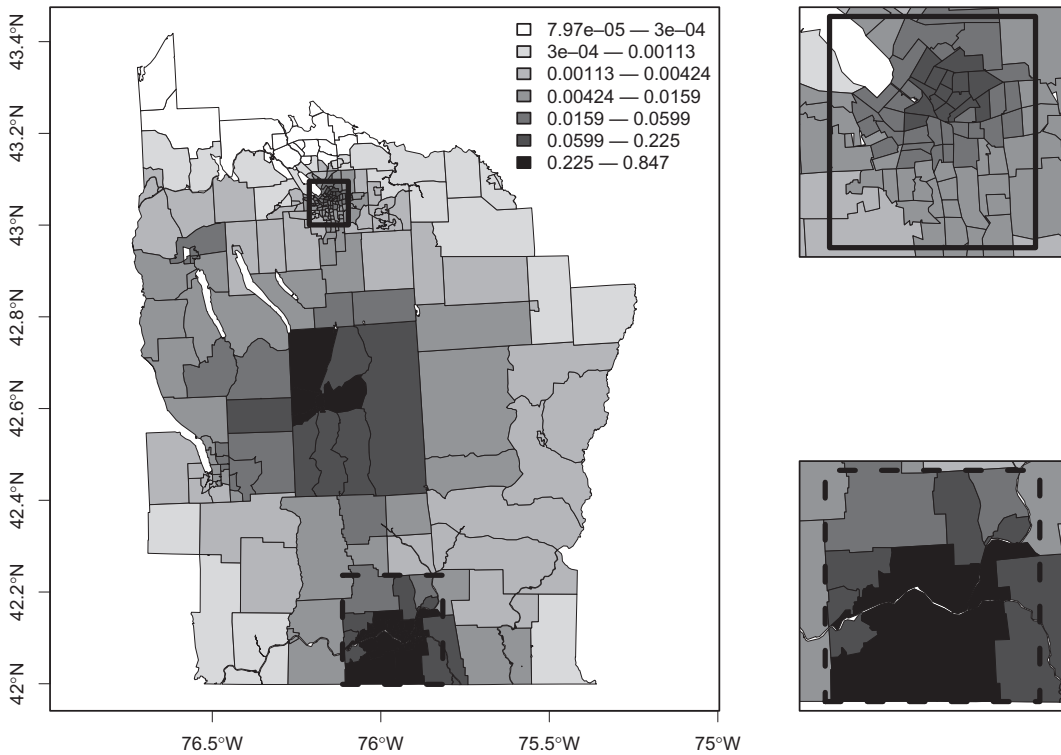 7.97e–05 — 3e–04
3e–04 — 0.00113
0.00113 — 0.00424
0.00424 — 0.0159
0.0159 — 0.0599
0.0599 — 0.225
0.225 — 0.847
43.4°N
43.2°N
43°N
42.8°N
42.6°N
42.4°N
42.2°N
42°N
76.5°W
76°W
75.5°W
75°W